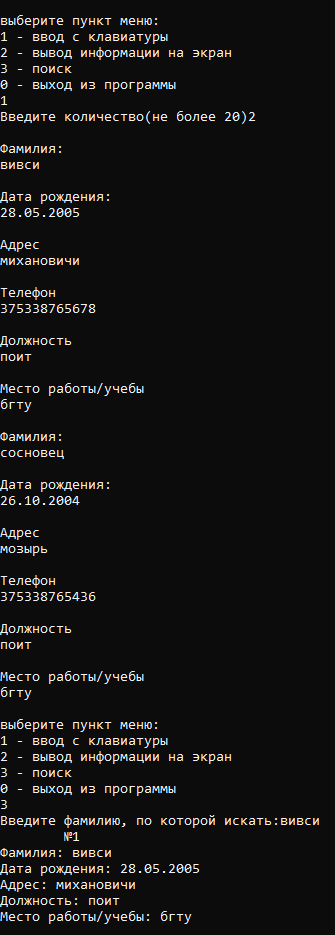 выберите пункт меню:
1 - ввод с клавиатуры
2 - вывод информации на экран
3 - поиск
0 - выход из программы
1
Введите количество(не более 20)2
Фамилия:
вивси
Дата рождения:
28.05.2005
Адрес
михановичи
Телефон
375338765678
Должность
поит
Место работы/учебы
бгту
Фамилия:
сосновец
Дата рождения:
26.10.2004
Адрес
мозырь
Телефон
375338765436
Должность
поит
Место работы/учебы
бгту
выберите пункт меню:
1 - ввод с клавиатуры
2 - вывод информации на экран
3 - поиск
0 - выход из программы
3
Введите фамилию, по которой искать:вивси
№1
Фамилия: вивси
Дата рождения: 28.05.2005
Адрес: михановичи
Должность: поит
Место работы/учебы: бгту